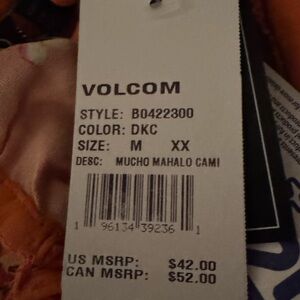 VOLCOM
STYLE: B0422300
COLOR: DKC
SIZE: M XX
DESC: MUCHO MAHALO CAMI
1 96134 39236 1
US MSRP: $42.00
CAN MSRP: $52.00